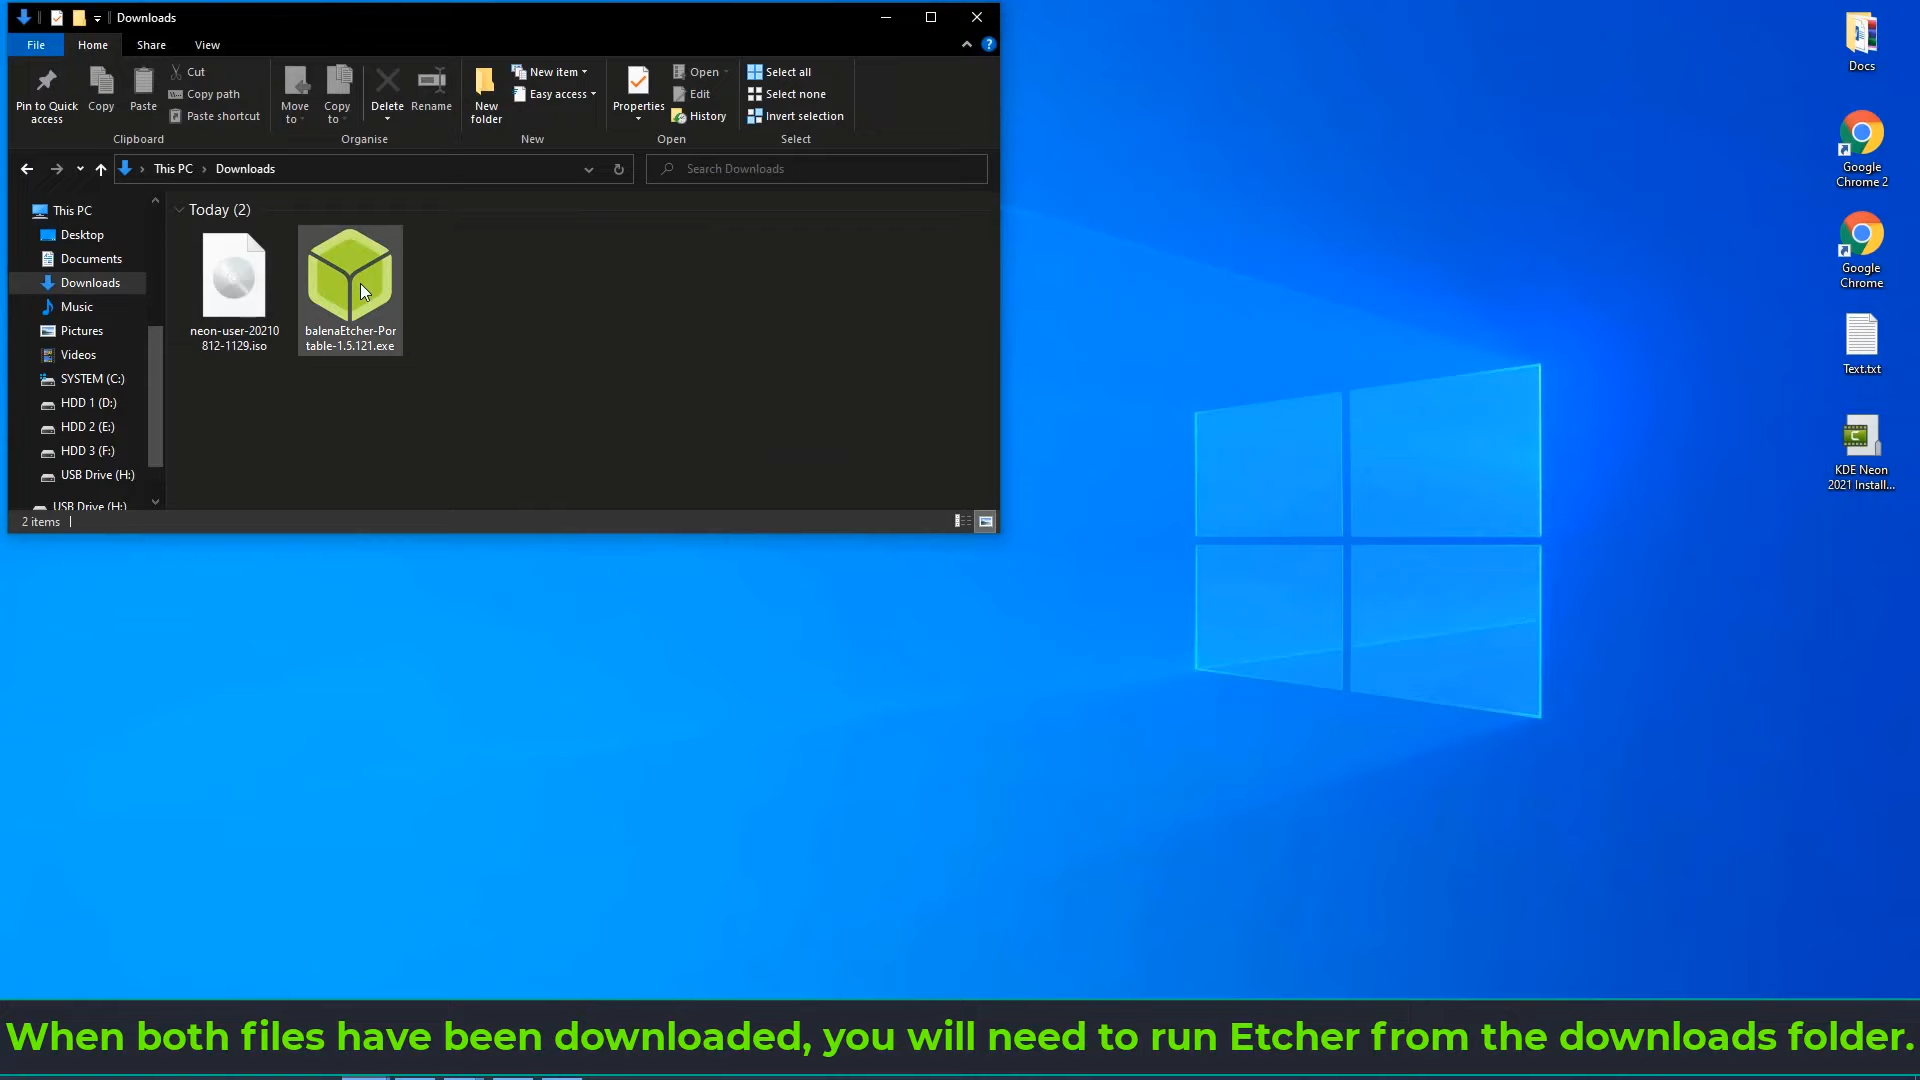 Downloads
File
Home
Share
View
Pin to Quick access
Copy
Paste
Cut
Copy path
Paste shortcut
Clipboard
Move to
Copy to
Delete
Rename
Organise
New folder
New item
Easy access
New
Properties
Open
Edit
History
Open
Select all
Select none
Invert selection
Select
This PC
Downloads
Search Downloads
This PC
Desktop
Documents
Downloads
Music
Pictures
Videos
SYSTEM (C:)
HDD 1 (D:)
HDD 2 (E:)
HDD 3 (F:)
USB Drive (H:)
USB Drive (H:)
Today (2)
neon-user-20210
812-1129.iso
balenaEtcher-Por
table-1.5.121.exe
2 items
Docs
Google
Chrome 2
Google
Chrome
Text.txt
KDE Neon
2021 Install...
When both files have been downloaded, you will need to run Etcher from the downloads folder.